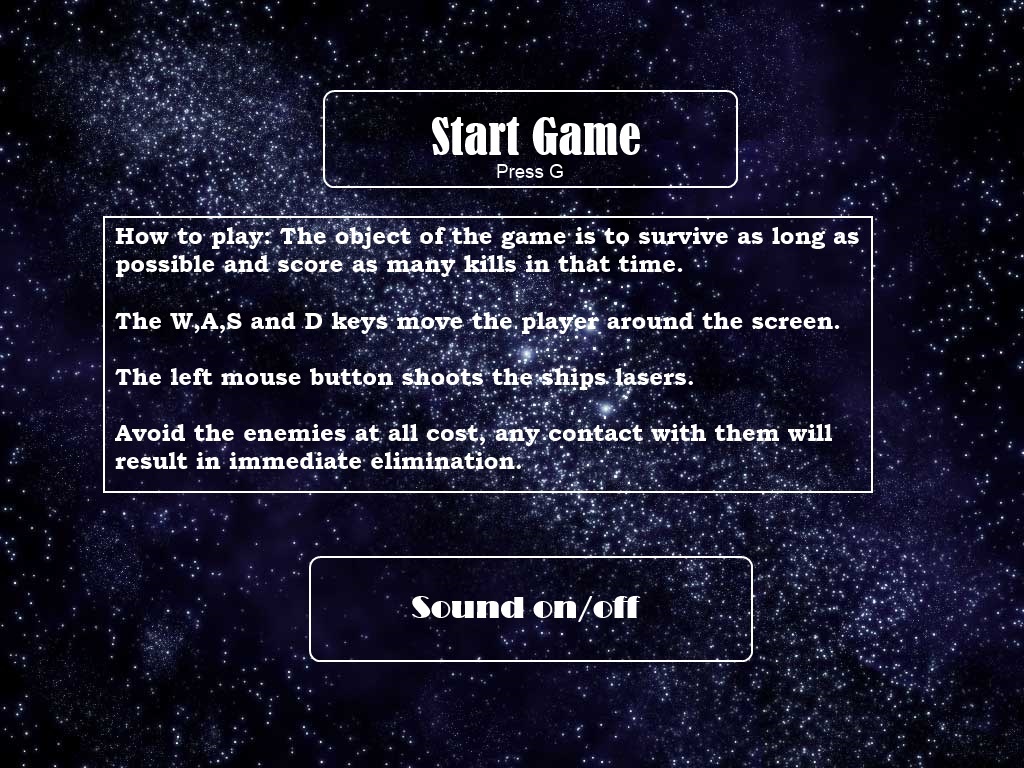 Start Game
Press G
How to play: The object of the game is to survive as long as
possible and score as many kills in that time.
The W,A,S and D keys move the player around the screen.
The left mouse button shoots the ships lasers.
Avoid the enemies at all cost, any contact with them will
result in immediate elimination.
Sound on/off